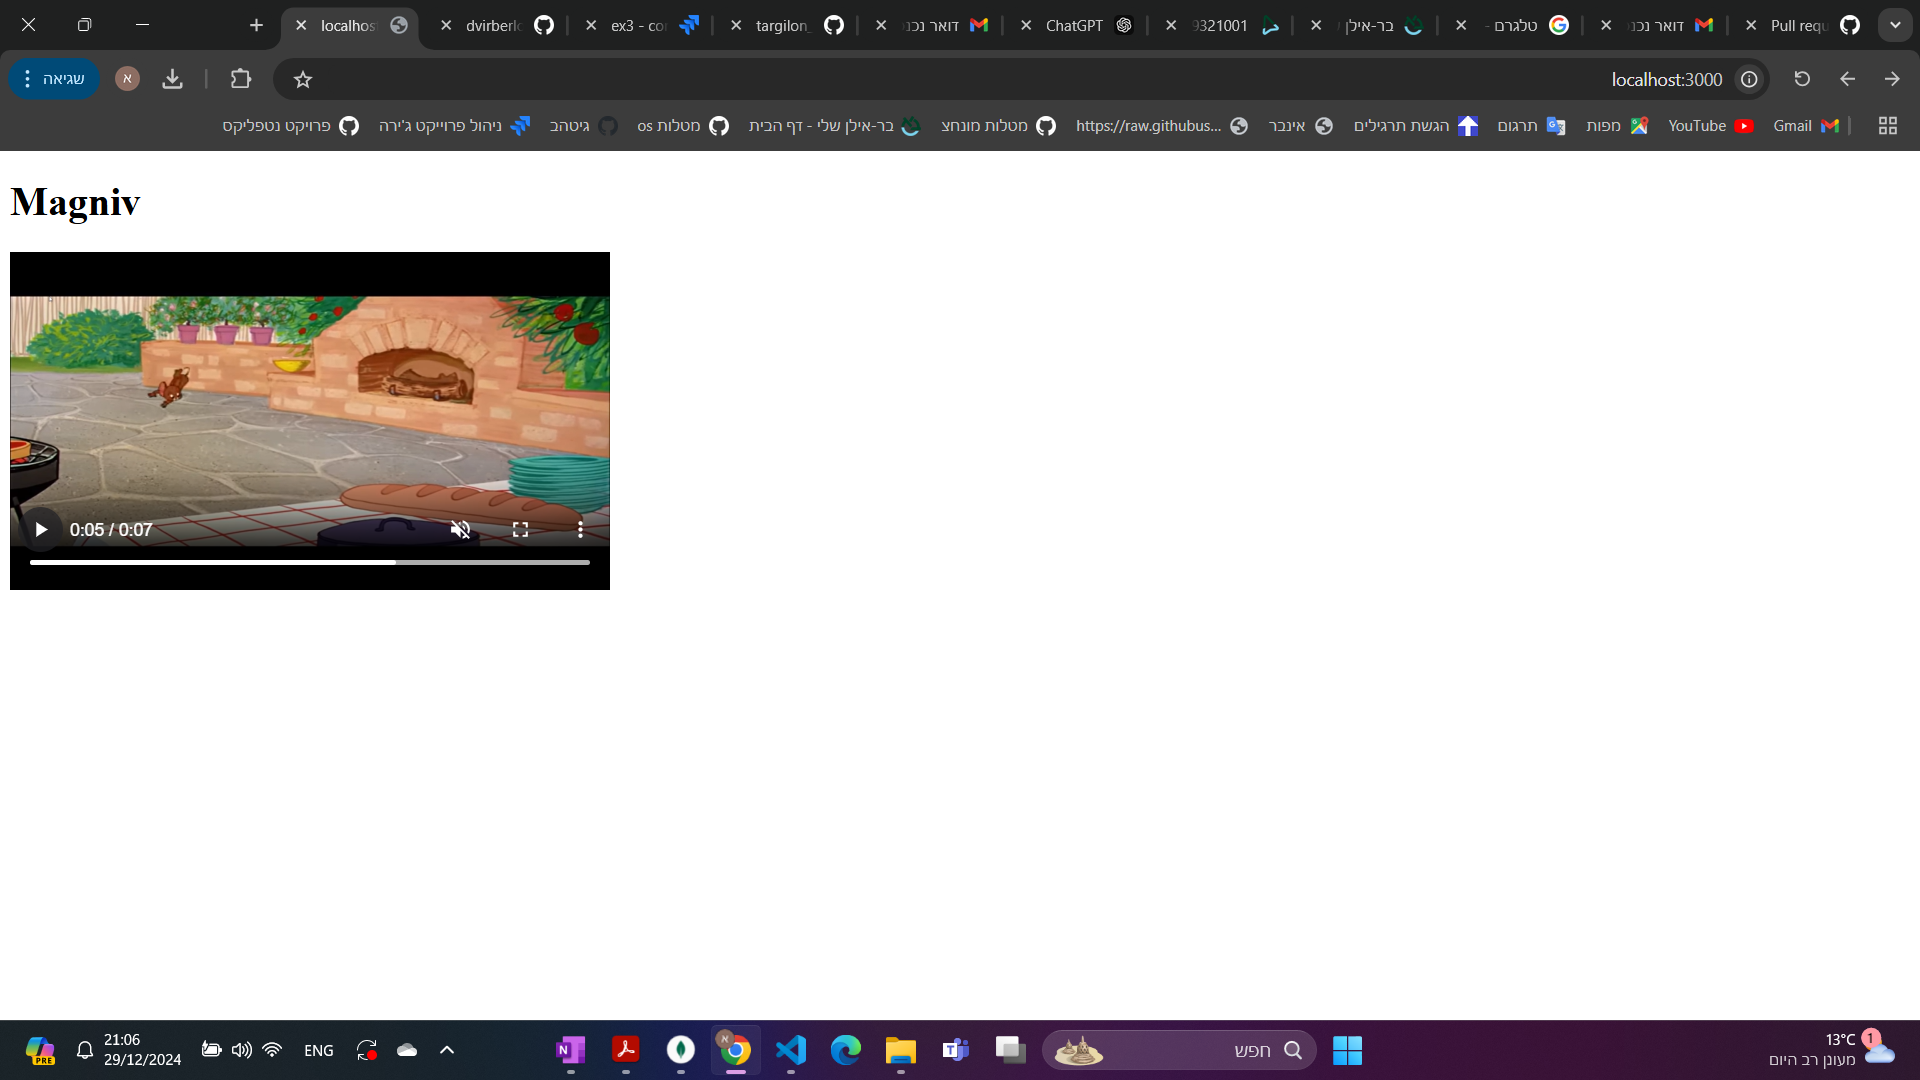 Pull requ
דואר נכנ
טלגרם -
בר-אילן
9321001
ChatGPT
דואר נכנ
targilon_
ex3 - co
dvirberlo
localhos
localhost:3000
שגיאה
א
Gmail
YouTube
מפות
תרגום
הגשת תרגילים
אינבר
https://raw.githubus...
מטלות מונחצ
בר-אילן שלי - דף הבית
מטלות os
גיטהב
ניהול פרוייקט ג'ירה
פרויקט נטפליקס
Magniv
0:05 / 0:07
13°C
מעונן רב היום
1
חפש
א
ENG
21:06
29/12/2024
PRE